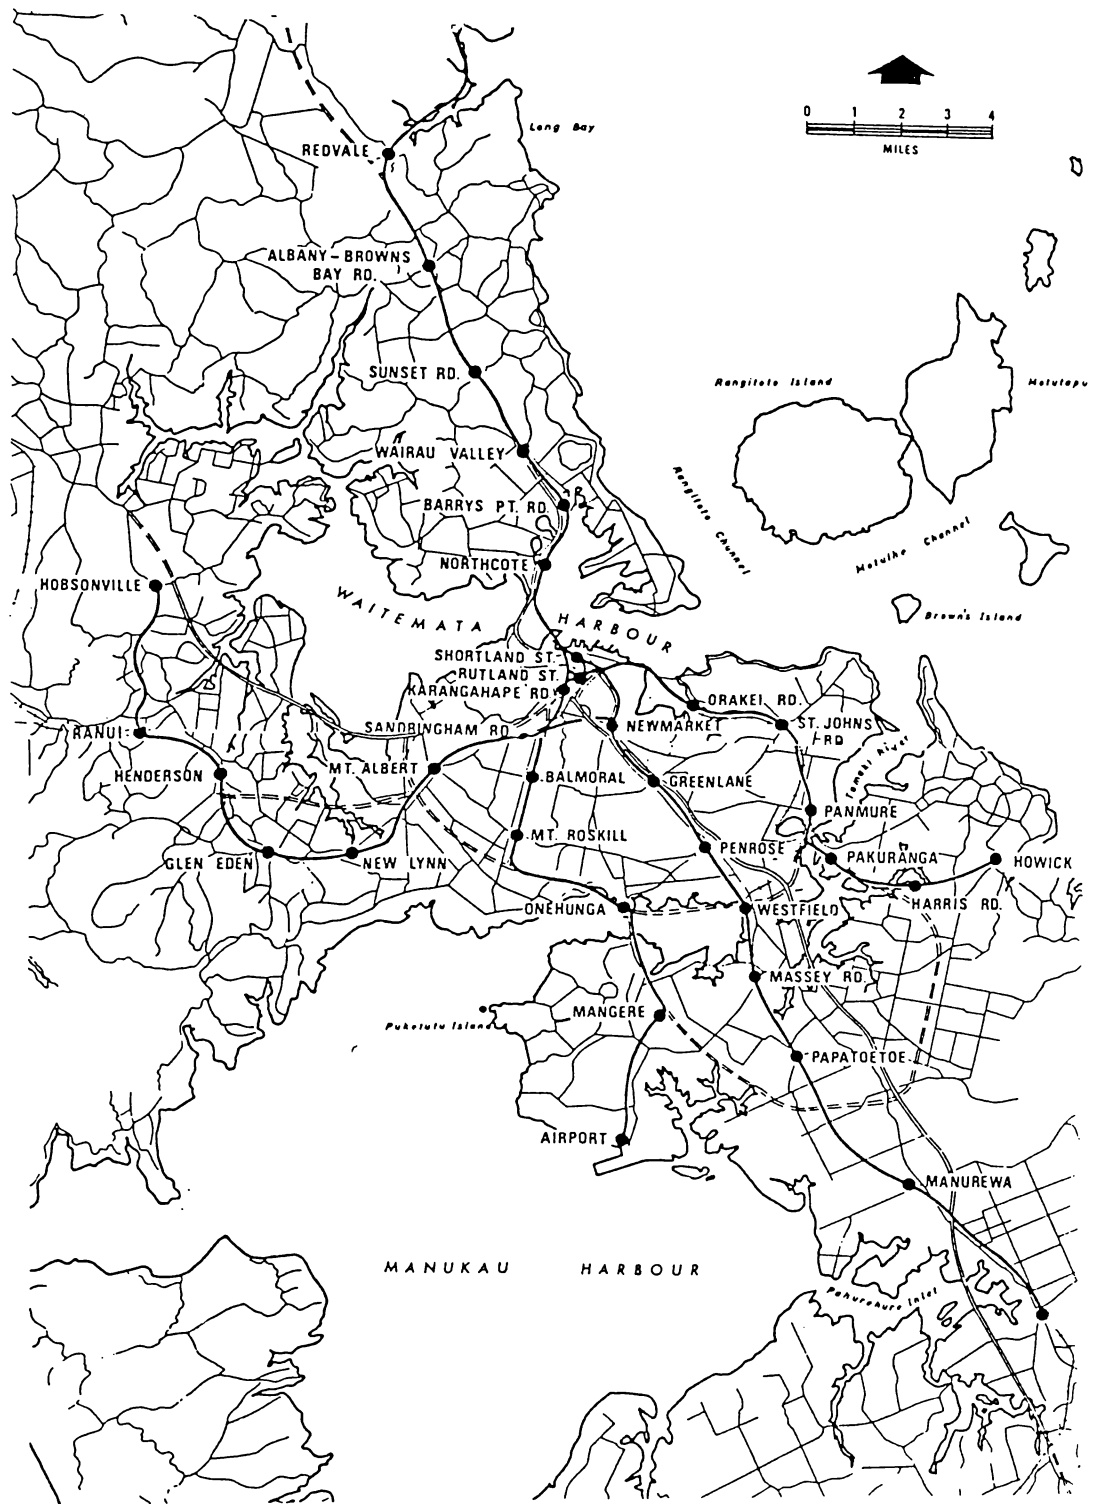 0 1 2 3 4
MILES
Long Bay
REDVALE
ALBANY-BROWNS
BAY RD.
SUNSET RD.
Rangitoto Island
Motutapu
WAIRAU VALLEY
Rangitoto Channel
BARRYS PT. RD.
Motuihe Channel
NORTHCOTE
HOBSONVILLE
WAITEMATA HARBOUR
Brown's Island
SHORTLAND ST.
RUTLAND ST.
KARANGAHAPE RD
ORAKEI RD.
SANDRINGHAM RD
NEWMARKET
ST. JOHNS
RD
RANUI
Tamaki River
HENDERSON
MT. ALBERT
BALMORAL
GREENLANE
PANMURE
MT. ROSKILL
PENROSE
GLEN EDEN
NEW LYNN
PAKURANGA
HOWICK
HARRIS RD.
ONEHUNGA
WESTFIELD
MASSEY RD.
MANGERE
Puketutu Island
PAPATOETOE
AIRPORT
MANUREWA
MANUKAU HARBOUR
Pahurehure Inlet